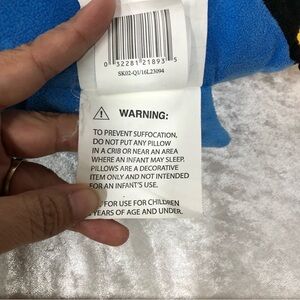 0 32281 21893 5
SK02-Q1/16L23094
WARNING:
TO PREVENT SUFFOCATION,
DO NOT PUT ANY PILLOW
IN A CRIB OR NEAR AN AREA
WHERE AN INFANT MAY SLEEP.
PILLOWS ARE A DECORATIVE
ITEM ONLY AND NOT INTENDED
FOR AN INFANT'S USE.
FOR USE FOR CHILDREN
YEARS OF AGE AND UNDER.